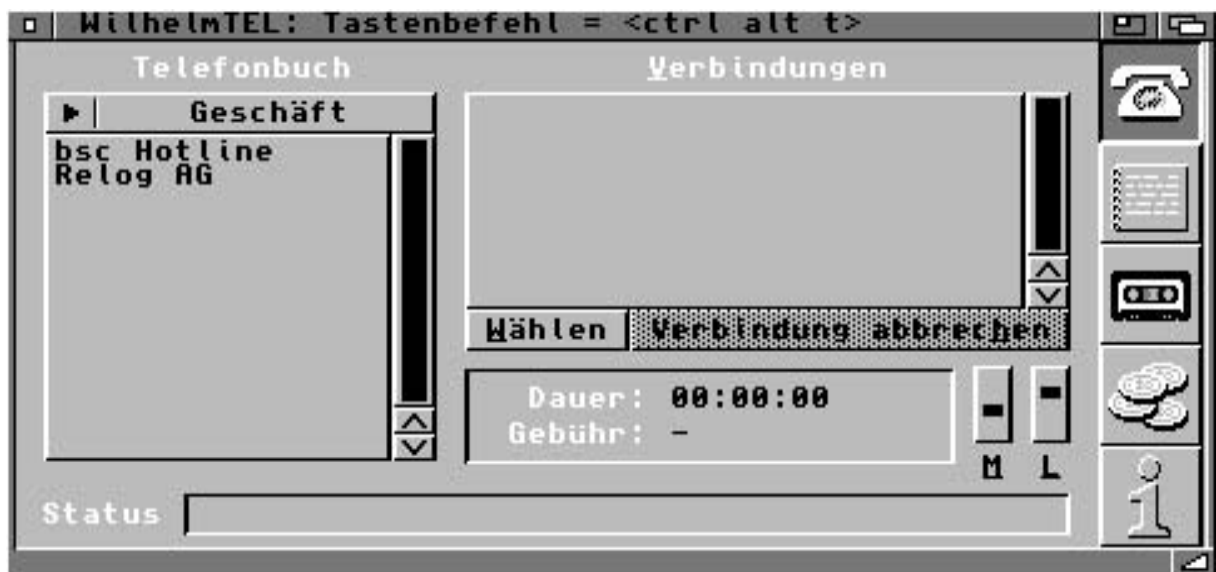 WilhelmTEL: Tastenbefehl = <ctrl alt t>
Telefonbuch
Geschäft
bsc Hotline
Relog AG
Verbindungen
Wählen
Verbindung abbrechen
Dauer: 00:00:00
Gebühr: -
M L
Status